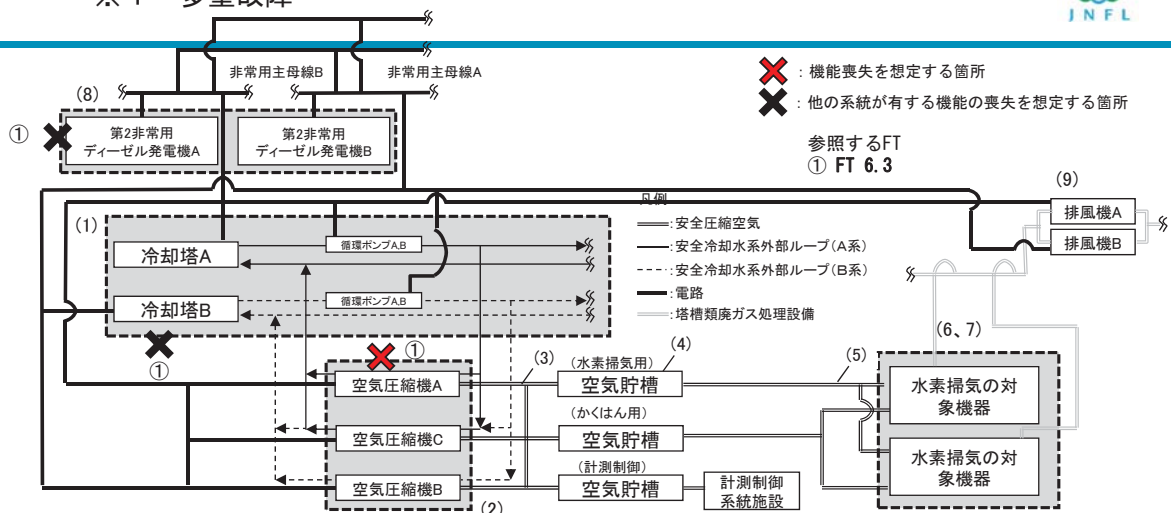 ※1 多重故障
JNFL
非常用主母線B
非常用主母線A
：機能喪失を想定する箇所
：他の系統が有する機能の喪失を想定する箇所
参照するFT
① FT 6.3
(8)
①
第2非常用
ディーゼル発電機A
第2非常用
ディーゼル発電機B
(9)
排風機A
排風機B
凡例
：安全圧縮空気
：安全冷却水系外部ループ(A系)
：安全冷却水系外部ループ(B系)
：電路
：塔槽類廃ガス処理設備
(1)
冷却塔A
循環ポンプA,B
冷却塔B
循環ポンプA,B
①
①
(2)
空気圧縮機A
空気圧縮機C
空気圧縮機B
(3)
(水素掃気用)
空気貯槽
(4)
(かくはん用)
空気貯槽
(計測制御)
空気貯槽
計測制御
系統施設
(5)
(6、7)
水素掃気の対
象機器
水素掃気の対
象機器